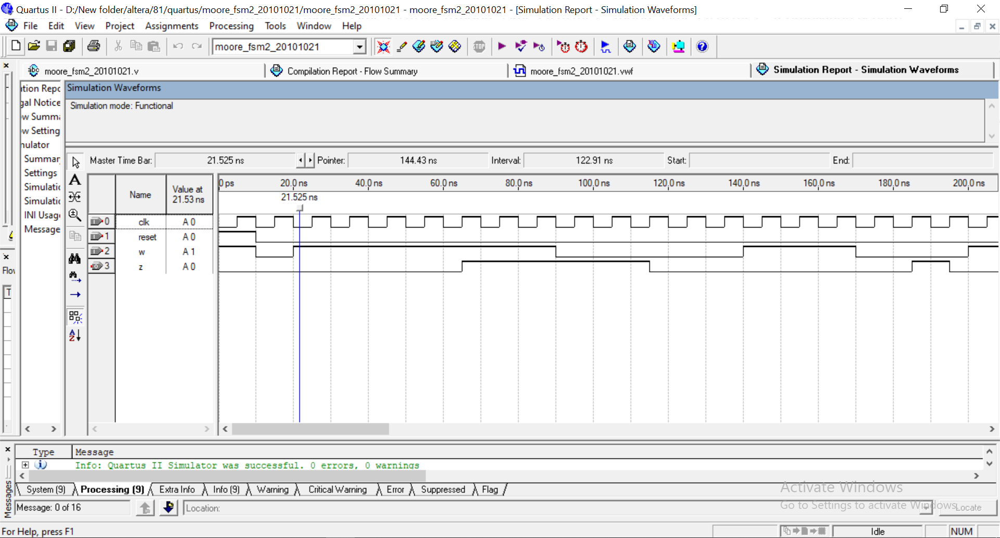 Quartus II - D:/New folder/altera/81/quartus/moore_fsm2_20101021/moore_fsm2_20101021 - moore_fsm2_20101021 - [Simulation Report - Simulation Waveforms]
File Edit View Project Assignments Processing Tools Window Help
moore_fsm2_20101021
STOP
abc moore_fsm2_20101021.v Compilation Report - Flow Summary moore_fsm2_20101021.vwf Simulation Report - Simulation Waveforms
tion Repo
gal Notice
w Summa
w Setting
nulator
Summar
Settings
Simulatio
Simulatio
INI Usage
Message
Simulation Waveforms
Simulation mode: Functional
Master Time Bar: 21.525 ns Pointer: 144.43 ns Interval: 122.91 ns Start: End:
Name Value at 21.53 ns
0 ps 20.0 ns 40.0 ns 60.0 ns 80.0 ns 100.0 ns 120.0 ns 140.0 ns 160.0 ns 180.0 ns 200.0 ns
21.525 ns
0 clk A 0
1 reset A 0
2 w A 1
3 z A 0
Flow
T
A
Z
Type Message
Info: Quartus II Simulator was successful. 0 errors, 0 warnings
System (9) Processing (9) Extra Info Info (9) Warning Critical Warning Error Suppressed Flag
Messages
Message: 0 of 16 Location: Locate
Activate Windows
Go to Settings to activate Windows.
For Help, press F1 Idle NUM